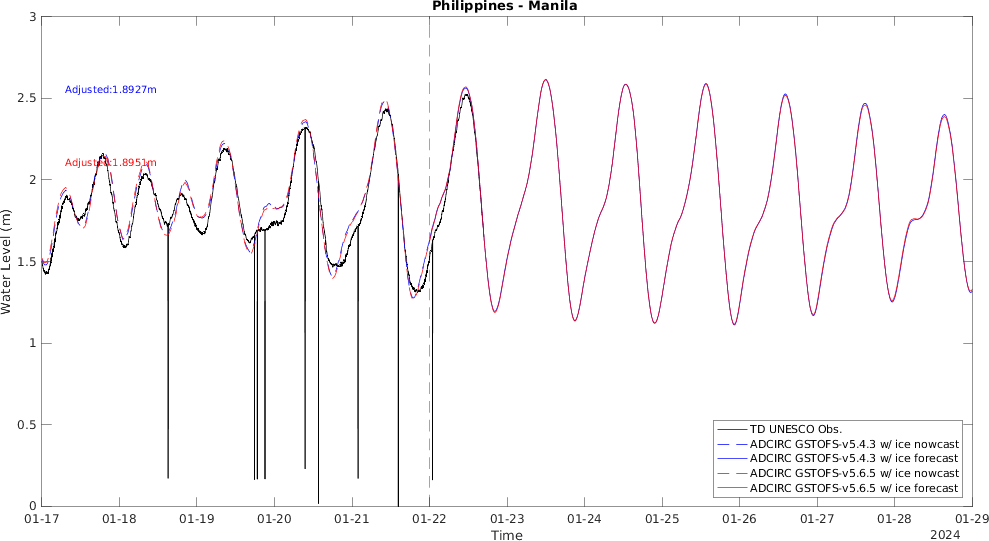 Philippines - Manila
3
2.5
2
1.5
1
0.5
0
Water Level (m)
Adjusted:1.8927m
Adjusted:1.8951m
TD UNESCO Obs.
ADCIRC GSTOFS-v5.4.3 w/ ice nowcast
ADCIRC GSTOFS-v5.4.3 w/ ice forecast
ADCIRC GSTOFS-v5.6.5 w/ ice nowcast
ADCIRC GSTOFS-v5.6.5 w/ ice forecast
01-17 01-18 01-19 01-20 01-21 01-22 01-23 01-24 01-25 01-26 01-27 01-28 01-29
Time
2024